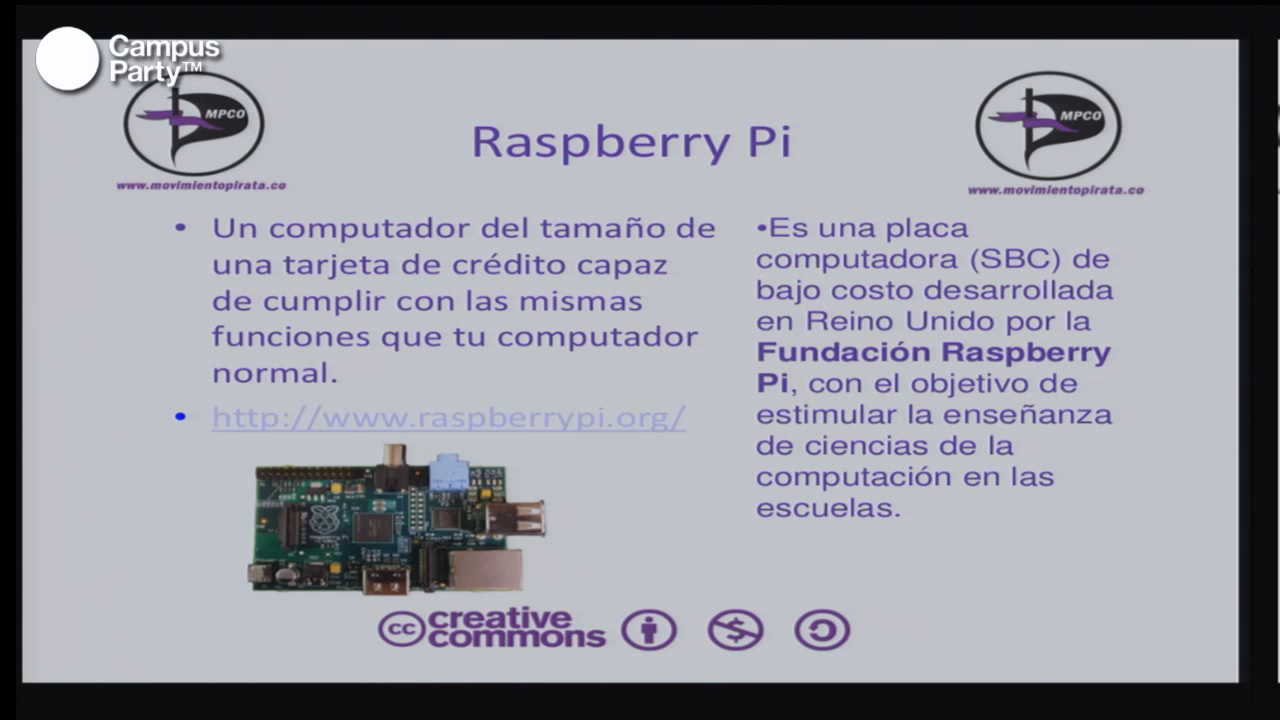 Campus
Party™
MPCO
www.movimientopirata.co
MPCO
www.movimientopirata.co
Raspberry Pi
• Un computador del tamaño de
una tarjeta de crédito capaz
de cumplir con las mismas
funciones que tu computador
normal.
• http://www.raspberrypi.org/
•Es una placa
computadora (SBC) de
bajo costo desarrollada
en Reino Unido por la
Fundación Raspberry
Pi, con el objetivo de
estimular la enseñanza
de ciencias de la
computación en las
escuelas.
cc creative
commons